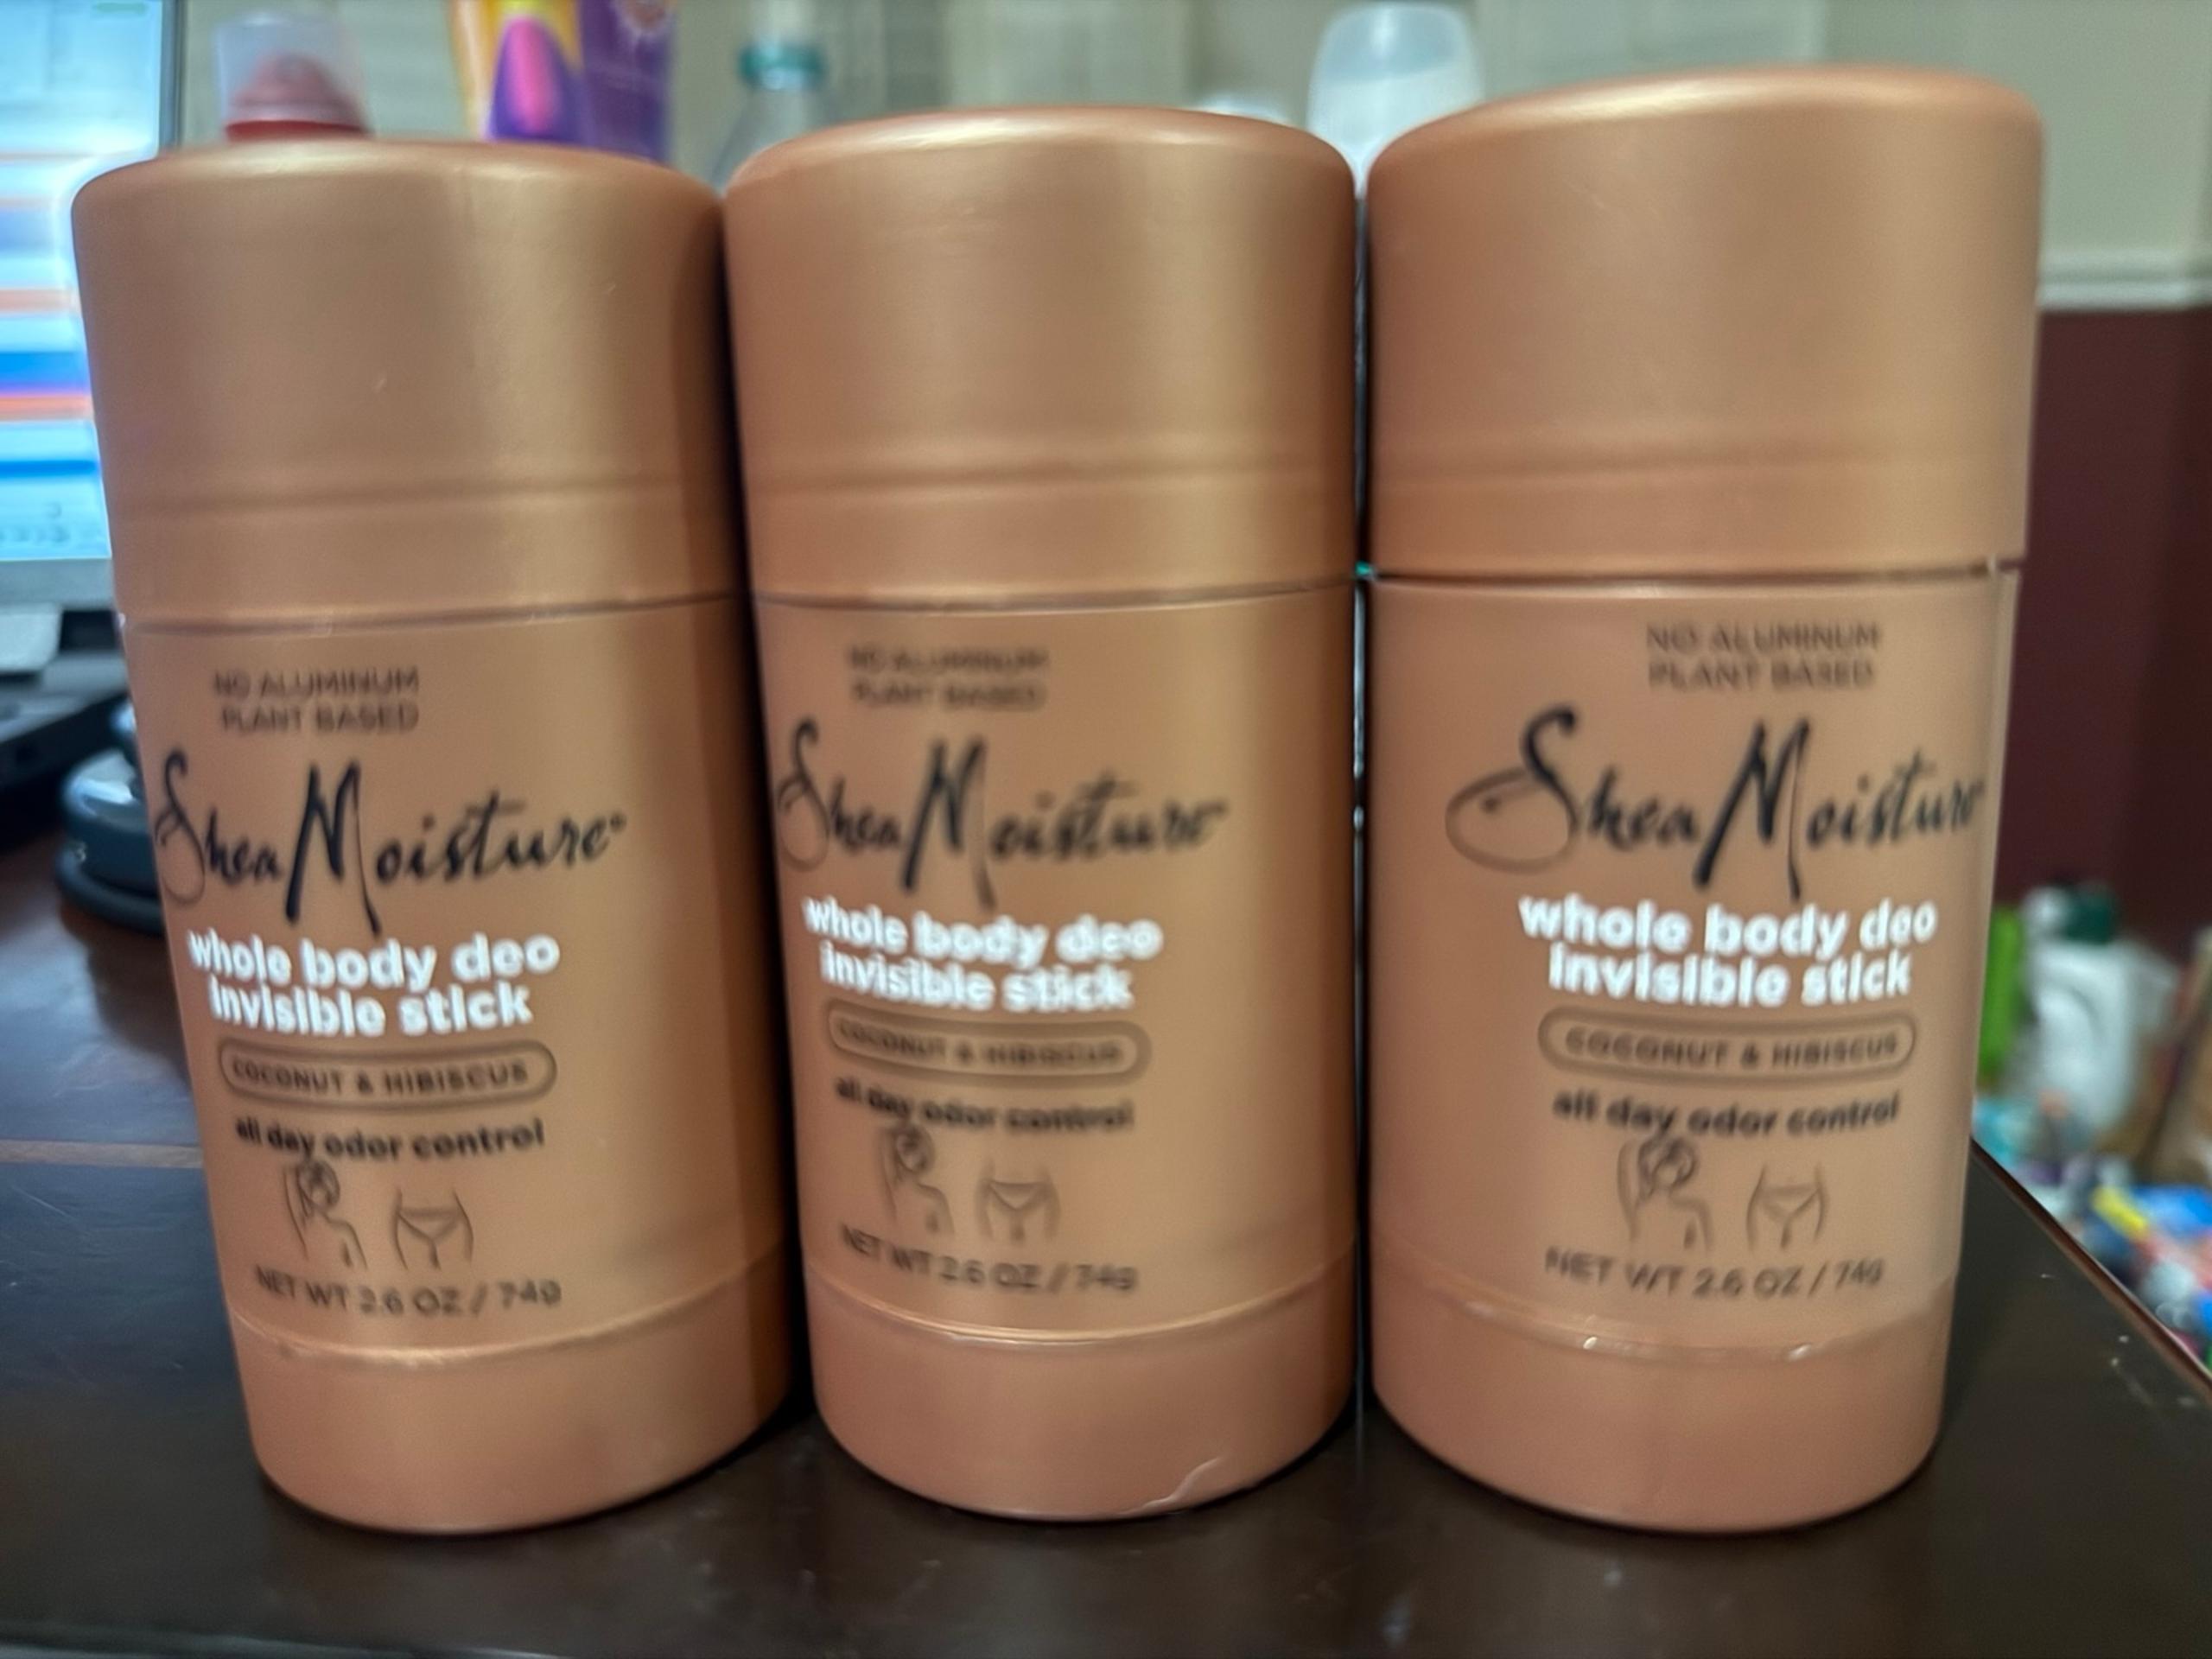 NO ALUMINUM
PLANT BASED
SheaMoisture
whole body deo
invisible stick
COCONUT & HIBISCUS
all day odor control
NET WT 2.6 OZ / 74g
NO ALUMINUM
PLANT BASED
SheaMoisture
whole body deo
invisible stick
COCONUT & HIBISCUS
all day odor control
NET WT 2.6 OZ / 74g
NO ALUMINUM
PLANT BASED
SheaMoisture
whole body deo
invisible stick
COCONUT & HIBISCUS
all day odor control
NET WT 2.6 OZ / 74g